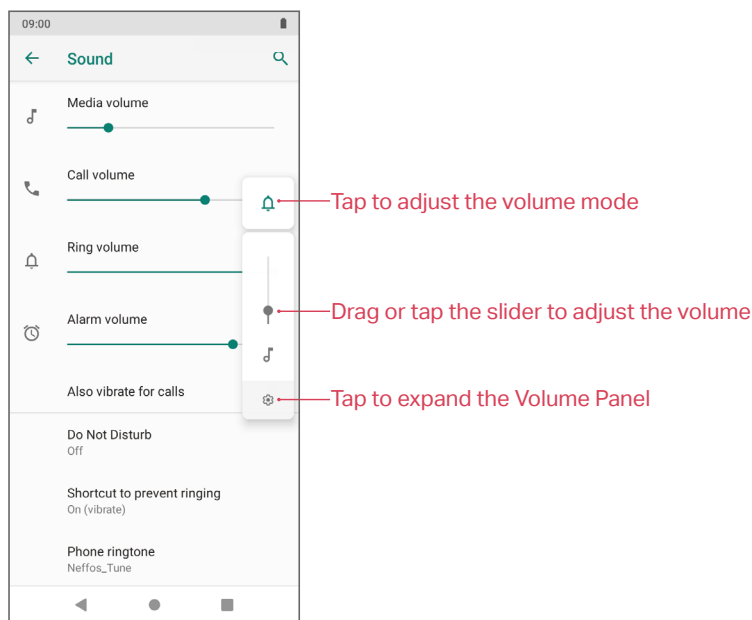 09:00
Sound
Media volume
Call volume
Tap to adjust the volume mode
Ring volume
Drag or tap the slider to adjust the volume
Alarm volume
Also vibrate for calls
Tap to expand the Volume Panel
Do Not Disturb
Off
Shortcut to prevent ringing
On (vibrate)
Phone ringtone
Neffos_Tune